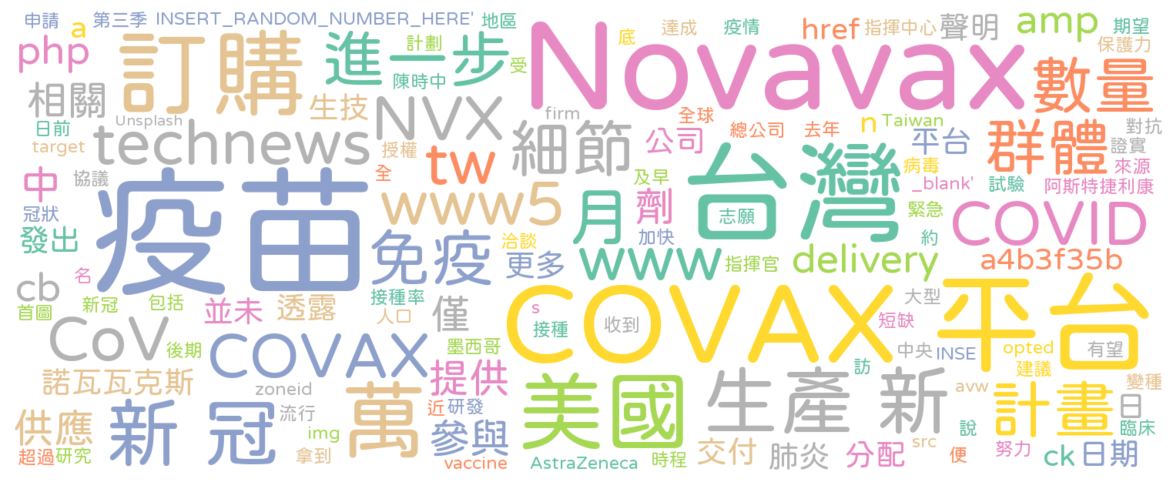 申請 第三季 INSERT_RANDOM_NUMBER_HERE' 地區
a php
訂購
進一步
計劃
陳時中
受
底
達成
疫情
Novavax
href
指揮中心
聲明
amp
期望
保護力
數量
相關
生技
日前
Unsplash
target
technews
NVX
授權
firm
細節
全球
公司
總公司
去年
n
Taiwan
平台
群體
對抗
證實
來源
中
協議
全
tw
及早
台灣
病毒
_blank'
試驗
阿斯特捷利康
冠狀
發出
疫苗
www5
月
劑
志願
加快
緊急
約
COVID
洽談
免疫
更多
www
指揮官
delivery
a4b3f35b
cb
名
首圖
新冠
包括
並未
透露
接種率
人口
僅
s
接種
收到
COVAX平台
大型
短缺
CoV
後期
COVAX
墨西哥
提供
中央
INSE
opted
有望
建議
訪
諾瓦瓦克斯
zoneid
萬
美國
生產
新
avw
計畫
變種
日
供應
新冠
流行
近
研發
參與
img
說
臨床
超過
研究
拿到
vaccine
AstraZeneca
時程
交付
肺炎
分配
src
便
努力
ck
日期